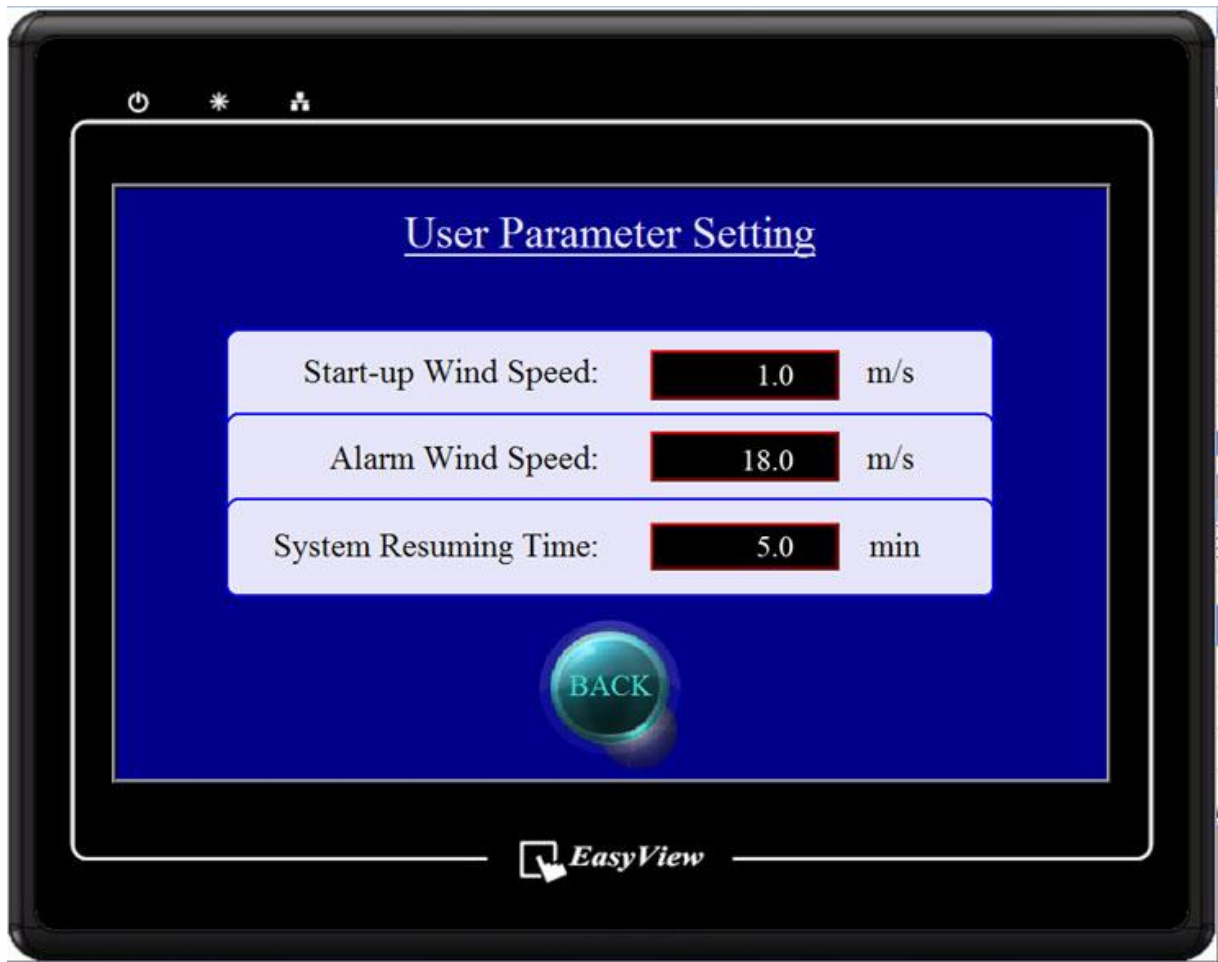 User Parameter Setting
Start-up Wind Speed: 1.0 m/s
Alarm Wind Speed: 18.0 m/s
System Resuming Time: 5.0 min
BACK
EasyView